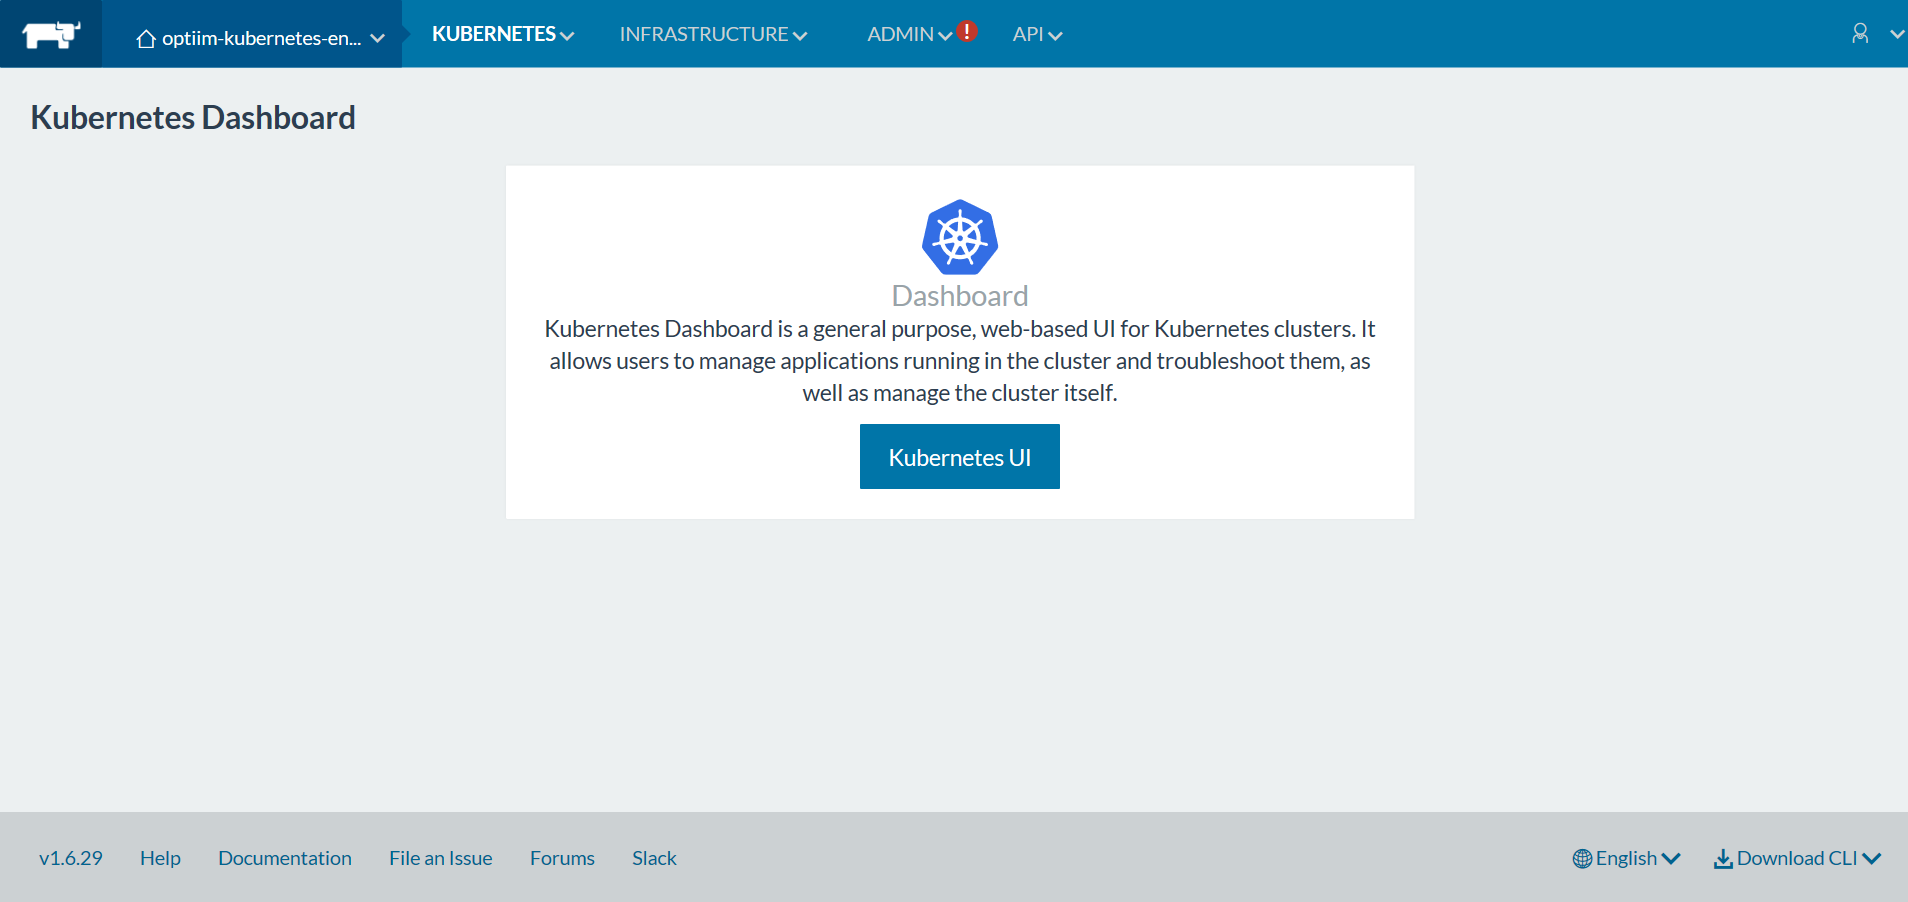 optiim-kubernetes-en...
KUBERNETES
INFRASTRUCTURE
ADMIN
!
API
Kubernetes Dashboard
Dashboard
Kubernetes Dashboard is a general purpose, web-based UI for Kubernetes clusters. It
allows users to manage applications running in the cluster and troubleshoot them, as
well as manage the cluster itself.
Kubernetes UI
v1.6.29
Help
Documentation
File an Issue
Forums
Slack
English
Download CLI